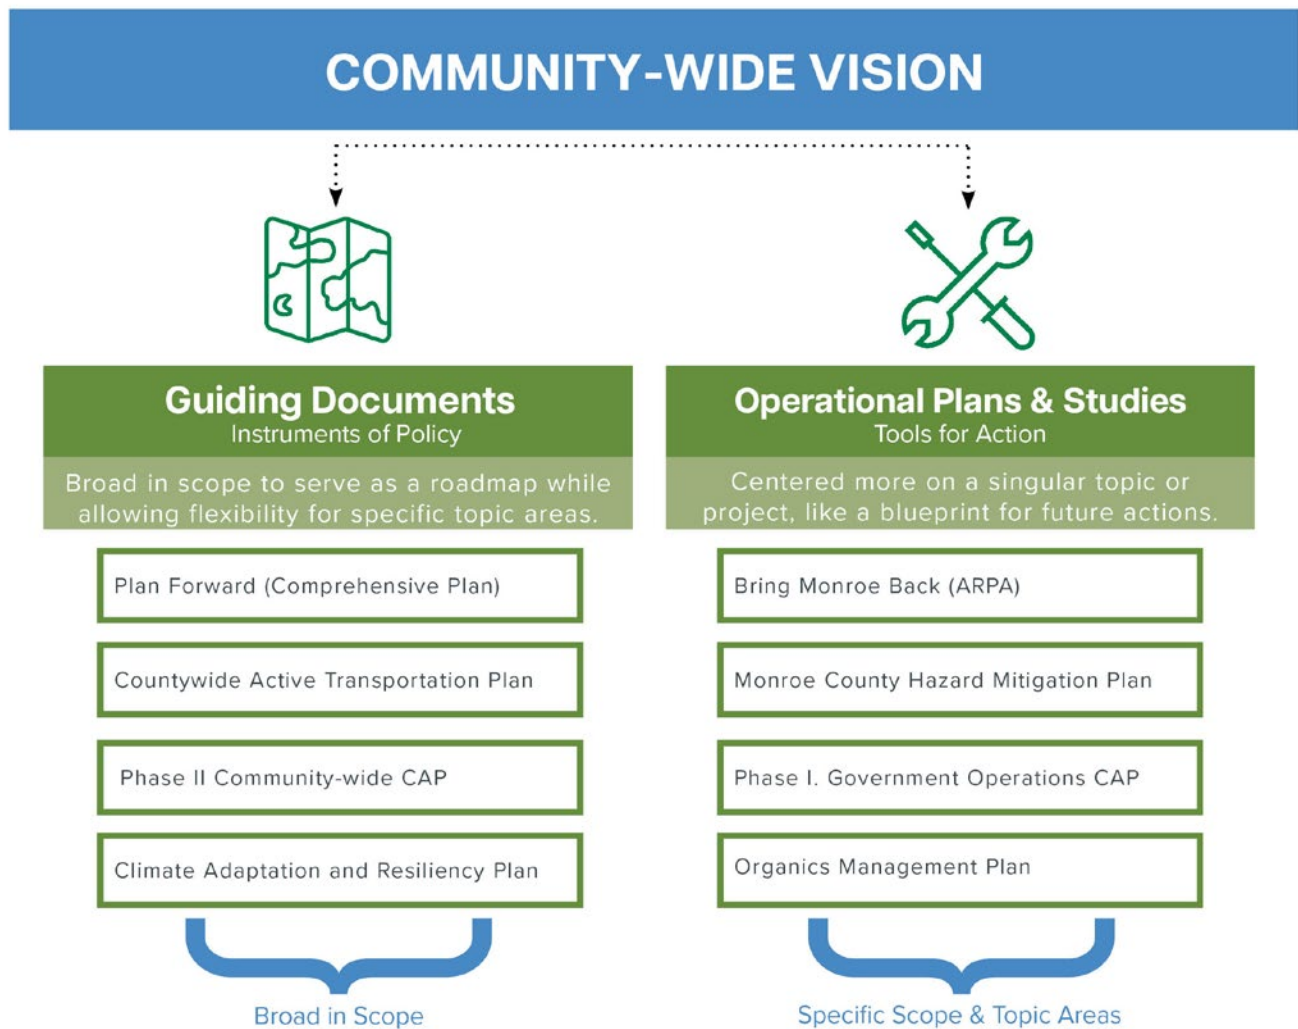 COMMUNITY-WIDE VISION
Guiding Documents
Instruments of Policy
Broad in scope to serve as a roadmap while
allowing flexibility for specific topic areas.
Plan Forward (Comprehensive Plan)
Countywide Active Transportation Plan
Phase II Community-wide CAP
Climate Adaptation and Resiliency Plan
Broad in Scope
Operational Plans & Studies
Tools for Action
Centered more on a singular topic or
project, like a blueprint for future actions.
Bring Monroe Back (ARPA)
Monroe County Hazard Mitigation Plan
Phase I. Government Operations CAP
Organics Management Plan
Specific Scope & Topic Areas